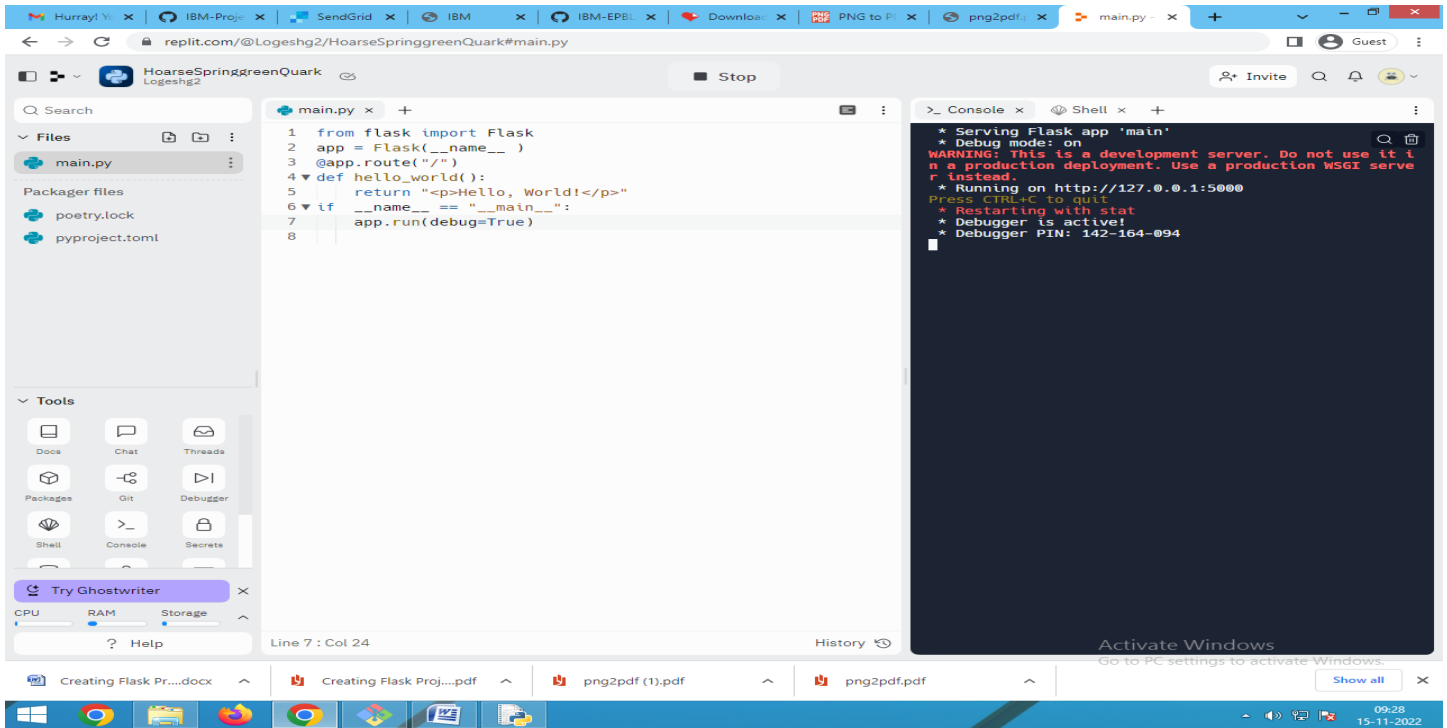 Hurray! Yo
IBM-Proje
SendGrid
IBM
IBM-EPBL
Downloac
PNG to P
png2pdf.
main.py -
replit.com/@Logeshg2/HoarseSpringgreenQuark#main.py
Guest
HoarseSpringgreenQuark
Logeshg2
Stop
Invite
Search
Files
main.py
Packager files
poetry.lock
pyproject.toml
Tools
Docs
Chat
Threads
Packages
Git
Debugger
Shell
Console
Secrets
Try Ghostwriter
CPU
RAM
Storage
? Help
main.py
1 from flask import Flask
2 app = Flask(__name__ )
3 @app.route("/")
4 def hello_world():
5     return "<p>Hello, World!</p>"
6 if  __name__ == "__main__":
7     app.run(debug=True)
8
Line 7 : Col 24
History
>_ Console
Shell
* Serving Flask app 'main'
* Debug mode: on
WARNING: This is a development server. Do not use it i
n a production deployment. Use a production WSGI serve
r instead.
* Running on http://127.0.0.1:5000
Press CTRL+C to quit
* Restarting with stat
* Debugger is active!
* Debugger PIN: 142-164-094
Activate Windows
Go to PC settings to activate Windows.
Creating Flask Pr....docx
Creating Flask Proj....pdf
png2pdf (1).pdf
png2pdf.pdf
Show all
09:28
15-11-2022